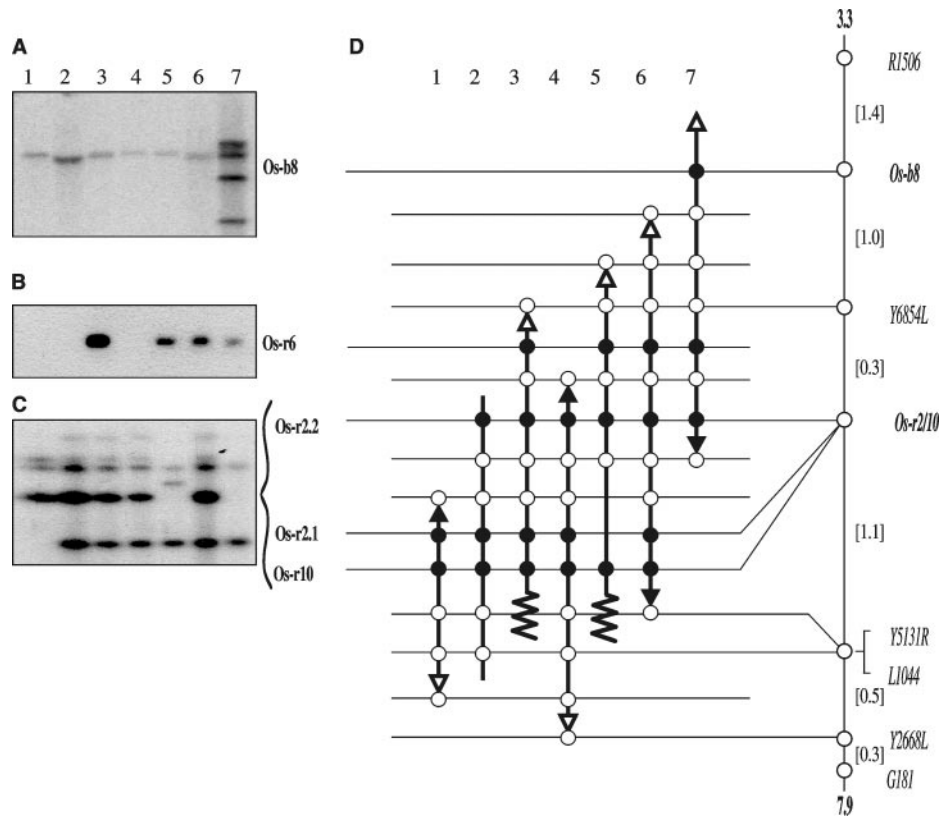 A
1 2 3 4 5 6 7
Os-b8
B
Os-r6
C
Os-r2.2
Os-r2.1
Os-r10
D
1 2 3 4 5 6 7
3.3
R1506
[1.4]
Os-b8
[1.0]
Y6854L
[0.3]
Os-r2/10
[1.1]
Y5131R
L1044
[0.5]
Y2668L
[0.3]
G181
7.9